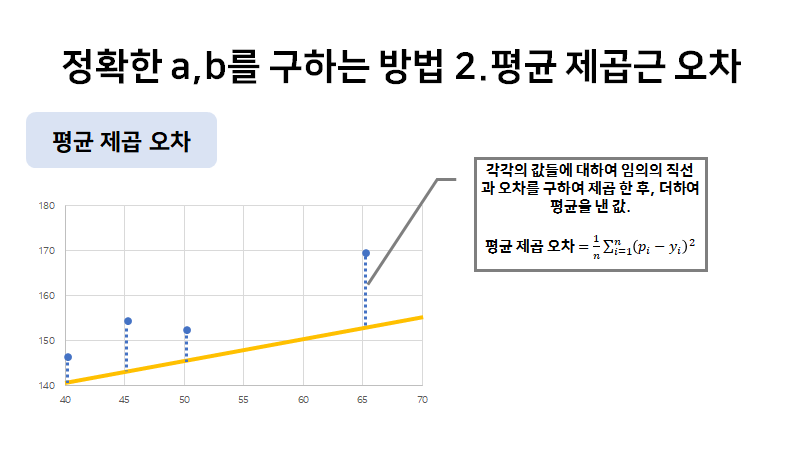 정확한 a,b를 구하는 방법 2.평균 제곱근 오차
평균 제곱 오차
각각의 값들에 대하여 임의의 직선
과 오차를 구하여 제곱 한 후, 더하여
평균을 낸 값.
평균 제곱 오차 = \frac{1}{n}\sum_{i=1}^{n}(p_i − y_i)^2
180
170
160
150
140
40 45 50 55 60 65 70